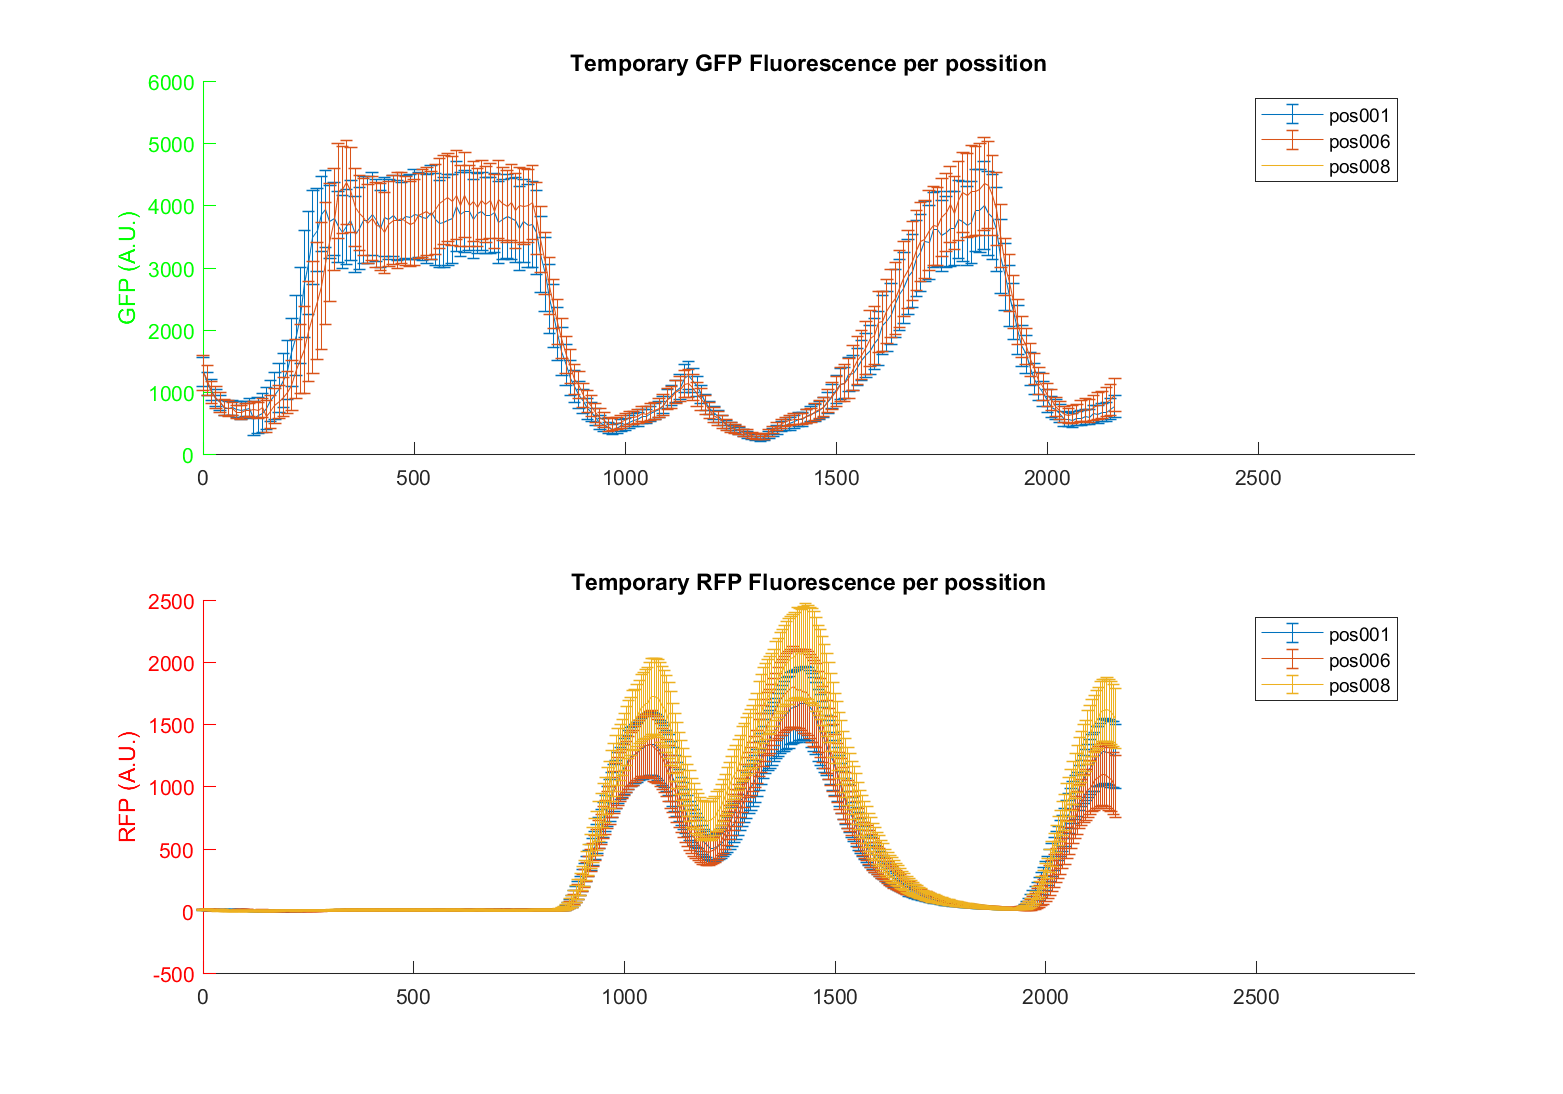 Temporary GFP Fluorescence per possition
GFP (A.U.)
6000
5000
4000
3000
2000
1000
0
0 500 1000 1500 2000 2500
pos001
pos006
pos008
Temporary RFP Fluorescence per possition
RFP (A.U.)
2500
2000
1500
1000
500
0
-500
0 500 1000 1500 2000 2500
pos001
pos006
pos008